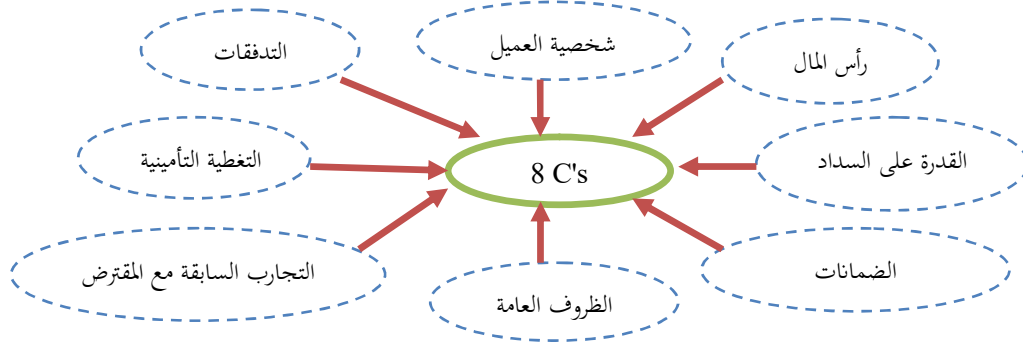 شخصية العميل
رأس المال
التدفقات
القدرة على السداد
8 C's
التغطية التأمينية
الضمانات
الظروف العامة
التجارب السابقة مع المقترض